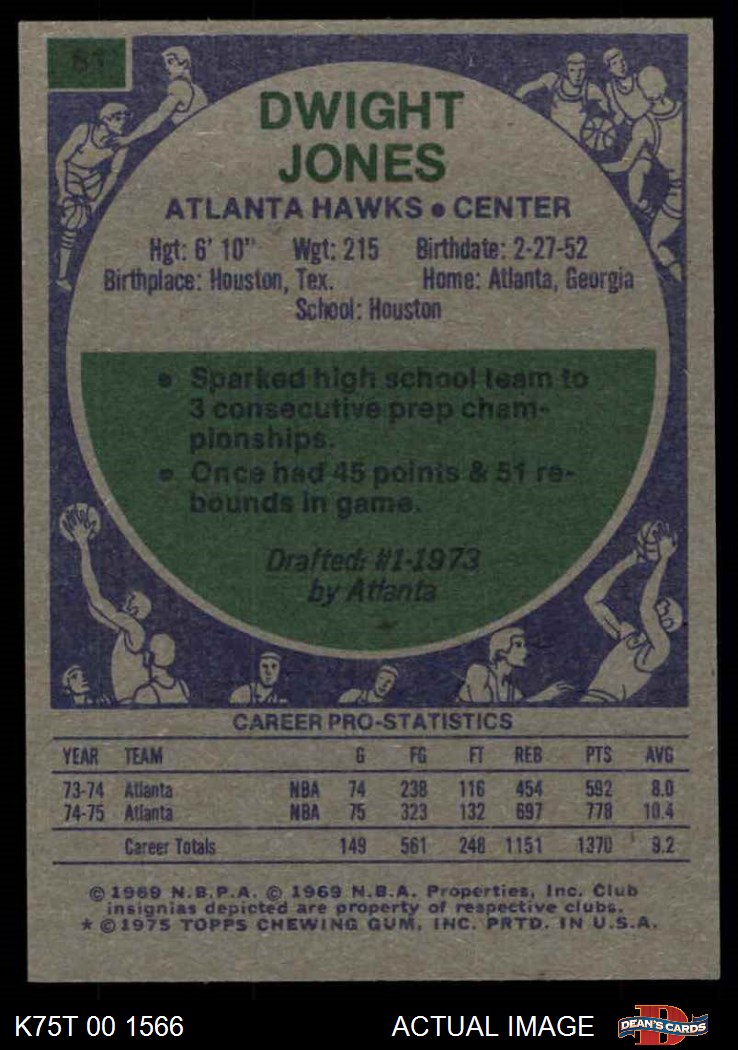 81
DWIGHT
JONES
ATLANTA HAWKS • CENTER
Hgt: 6' 10" Wgt: 215 Birthdate: 2-27-52
Birthplace: Houston, Tex. Home: Atlanta, Georgia
School: Houston
• Sparked high school team to
3 consecutive prep cham-
pionships.
• Once had 45 points & 51 re-
bounds in game.
Drafted: #1-1973
by Atlanta
CAREER PRO-STATISTICS
YEAR TEAM G FG FT REB PTS AVG
73-74 Atlanta NBA 74 238 116 454 592 8.0
74-75 Atlanta NBA 75 323 132 697 778 10.4
Career Totals 149 561 248 1151 1370 9.2
© 1969 N.B.P.A. © 1969 N.B.A. Properties, Inc. Club
insignias depicted are property of respective clubs.
* © 1975 TOPPS CHEWING GUM, INC. PRTD. IN U.S.A.
K75T 00 1566 ACTUAL IMAGE D DEAN'S CARDS